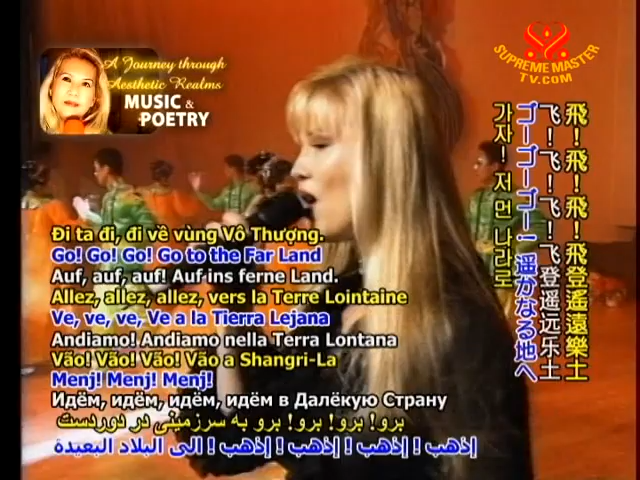 A Journey through
Aesthetic Realms
MUSIC &
POETRY
SUPREME MASTER
TV.COM
Đi ta đi, đi về vùng Vô Thượng.
Go! Go! Go! Go to the Far Land
Auf, auf, auf! Auf ins ferne Land.
Allez, allez, allez, vers la Terre Lointaine
Ve, ve, ve, Ve a la Tierra Lejana
Andiamo! Andiamo nella Terra Lontana
Vão! Vão! Vão! Vão a Shangri-La
Menj! Menj! Menj!
Идём, идём, идём, идём в Далёкую Страну
برو! برو! برو! برو به سرزمینی در دوردست
إذهب ! إذهب ! إذهب ! إذهب ! الى البلاد البعيدة
飛！飛！飛！飛登遙遠樂土
飞！飞！飞！飞登遥远乐土
ゴーゴーゴー！遥かなる地へ
가자! 저 먼 나라로